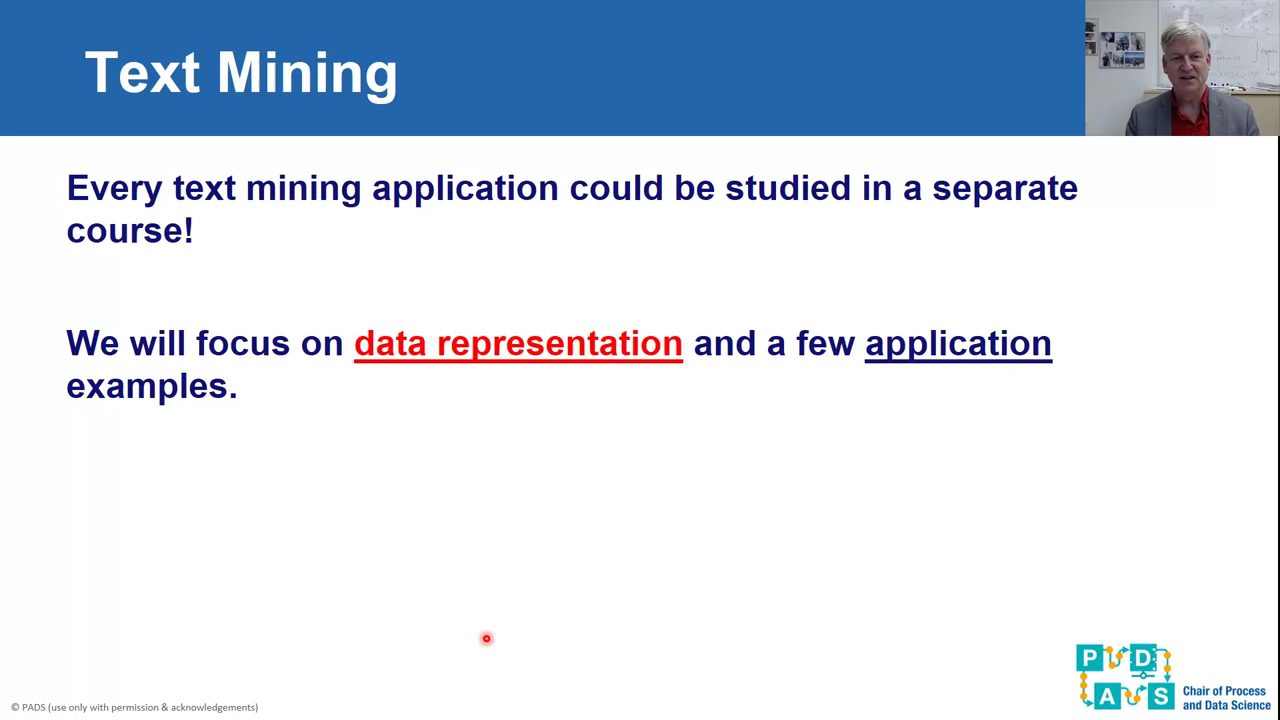 Text Mining
Every text mining application could be studied in a separate
course!
We will focus on data representation and a few application
examples.
P D
A S
Chair of Process
and Data Science
© PADS (use only with permission & acknowledgements)